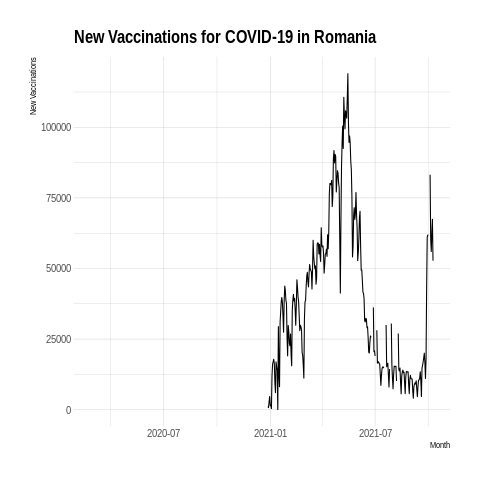 New Vaccinations for COVID-19 in Romania
New Vaccinations
100000
75000
50000
25000
0
2020-07
2021-01
2021-07
Month